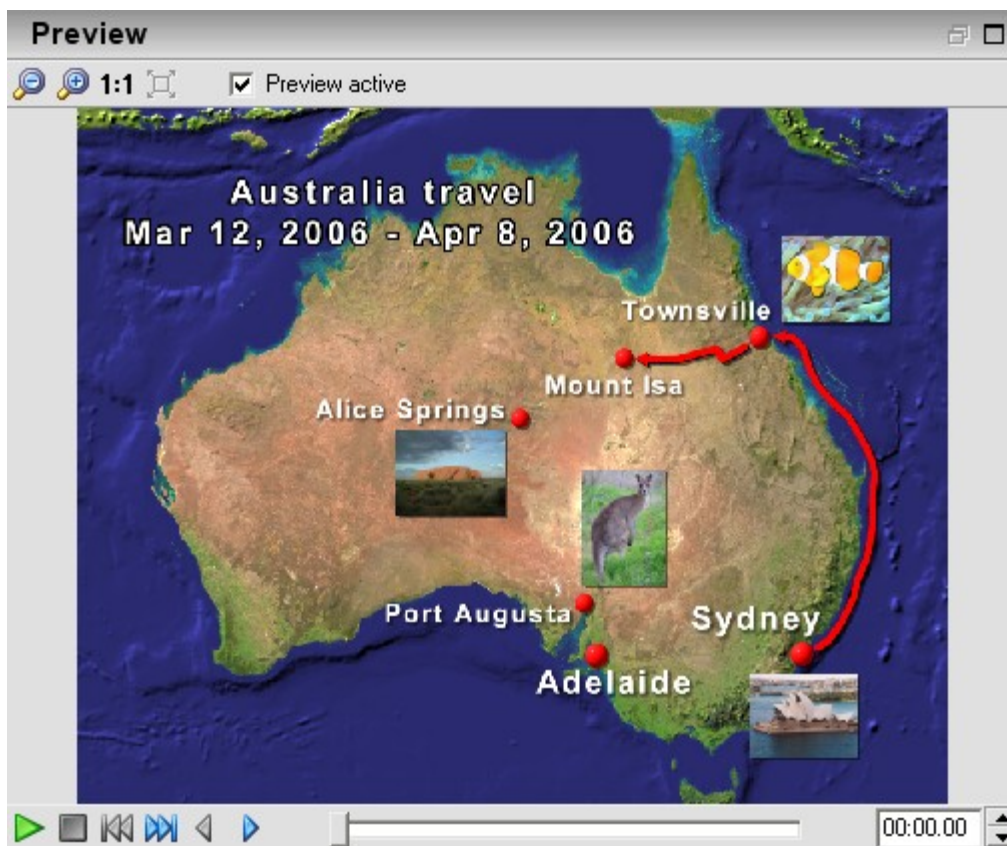 Preview
1:1 Preview active
Australia travel
Mar 12, 2006 - Apr 8, 2006
Townsville
Mount Isa
Alice Springs
Port Augusta
Sydney
Adelaide
00:00.00